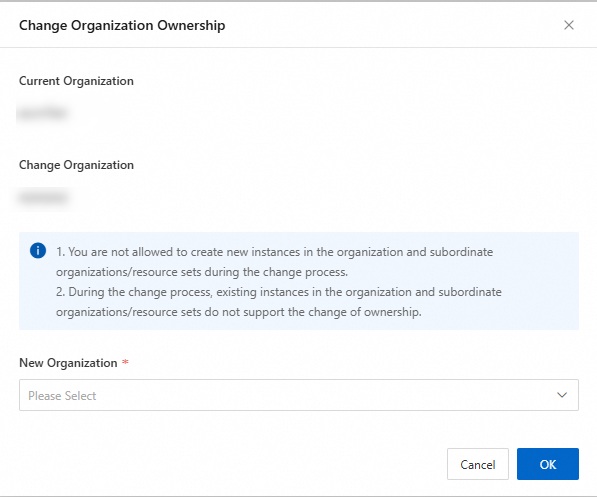 Change Organization Ownership
Current Organization
Change Organization
1. You are not allowed to create new instances in the organization and subordinate
organizations/resource sets during the change process.
2. During the change process, existing instances in the organization and subordinate
organizations/resource sets do not support the change of ownership.
New Organization *
Please Select
Cancel
OK